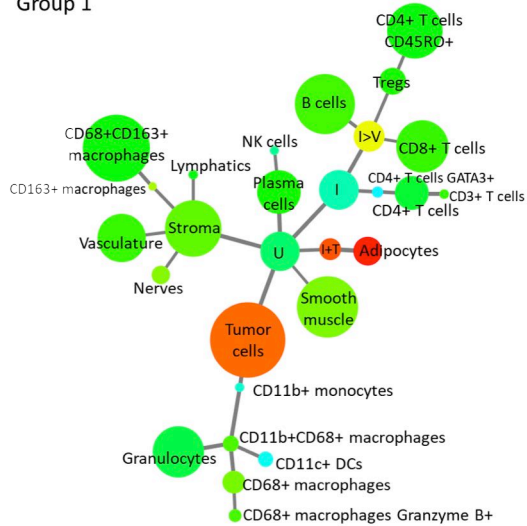 Group 1
CD4+ T cells
CD45RO+
Tregs
B cells
I>V
CD8+ T cells
NK cells
CD68+CD163+
macrophages
Lymphatics
CD163+ macrophages
Plasma
cells
I
CD4+ T cells GATA3+
CD3+ T cells
CD4+ T cells
Stroma
Vasculature
U
I+T
Adipocytes
Nerves
Smooth
muscle
Tumor
cells
CD11b+ monocytes
CD11b+CD68+ macrophages
Granulocytes
CD11c+ DCs
CD68+ macrophages
CD68+ macrophages Granzyme B+